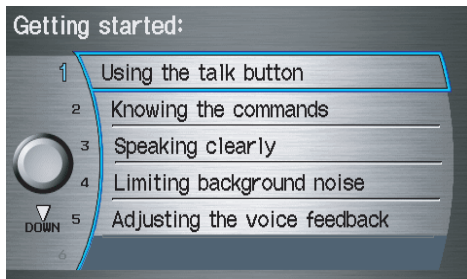 Getting started:
1 Using the talk button
2 Knowing the commands
3 Speaking clearly
4 Limiting background noise
5 Adjusting the voice feedback
DOWN
6